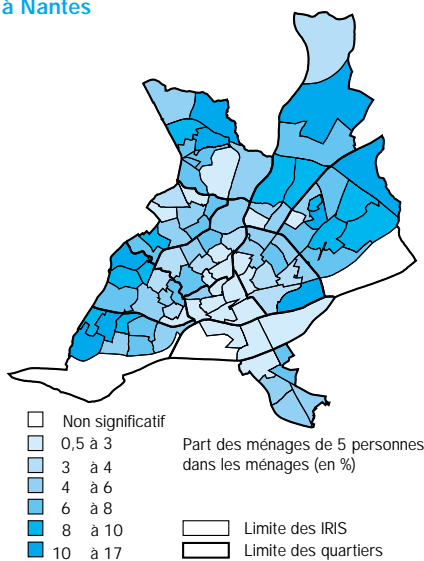 à Nantes
Non significatif
0,5 à 3
3 à 4
4 à 6
6 à 8
8 à 10
10 à 17
Part des ménages de 5 personnes
dans les ménages (en %)
Limite des IRIS
Limite des quartiers